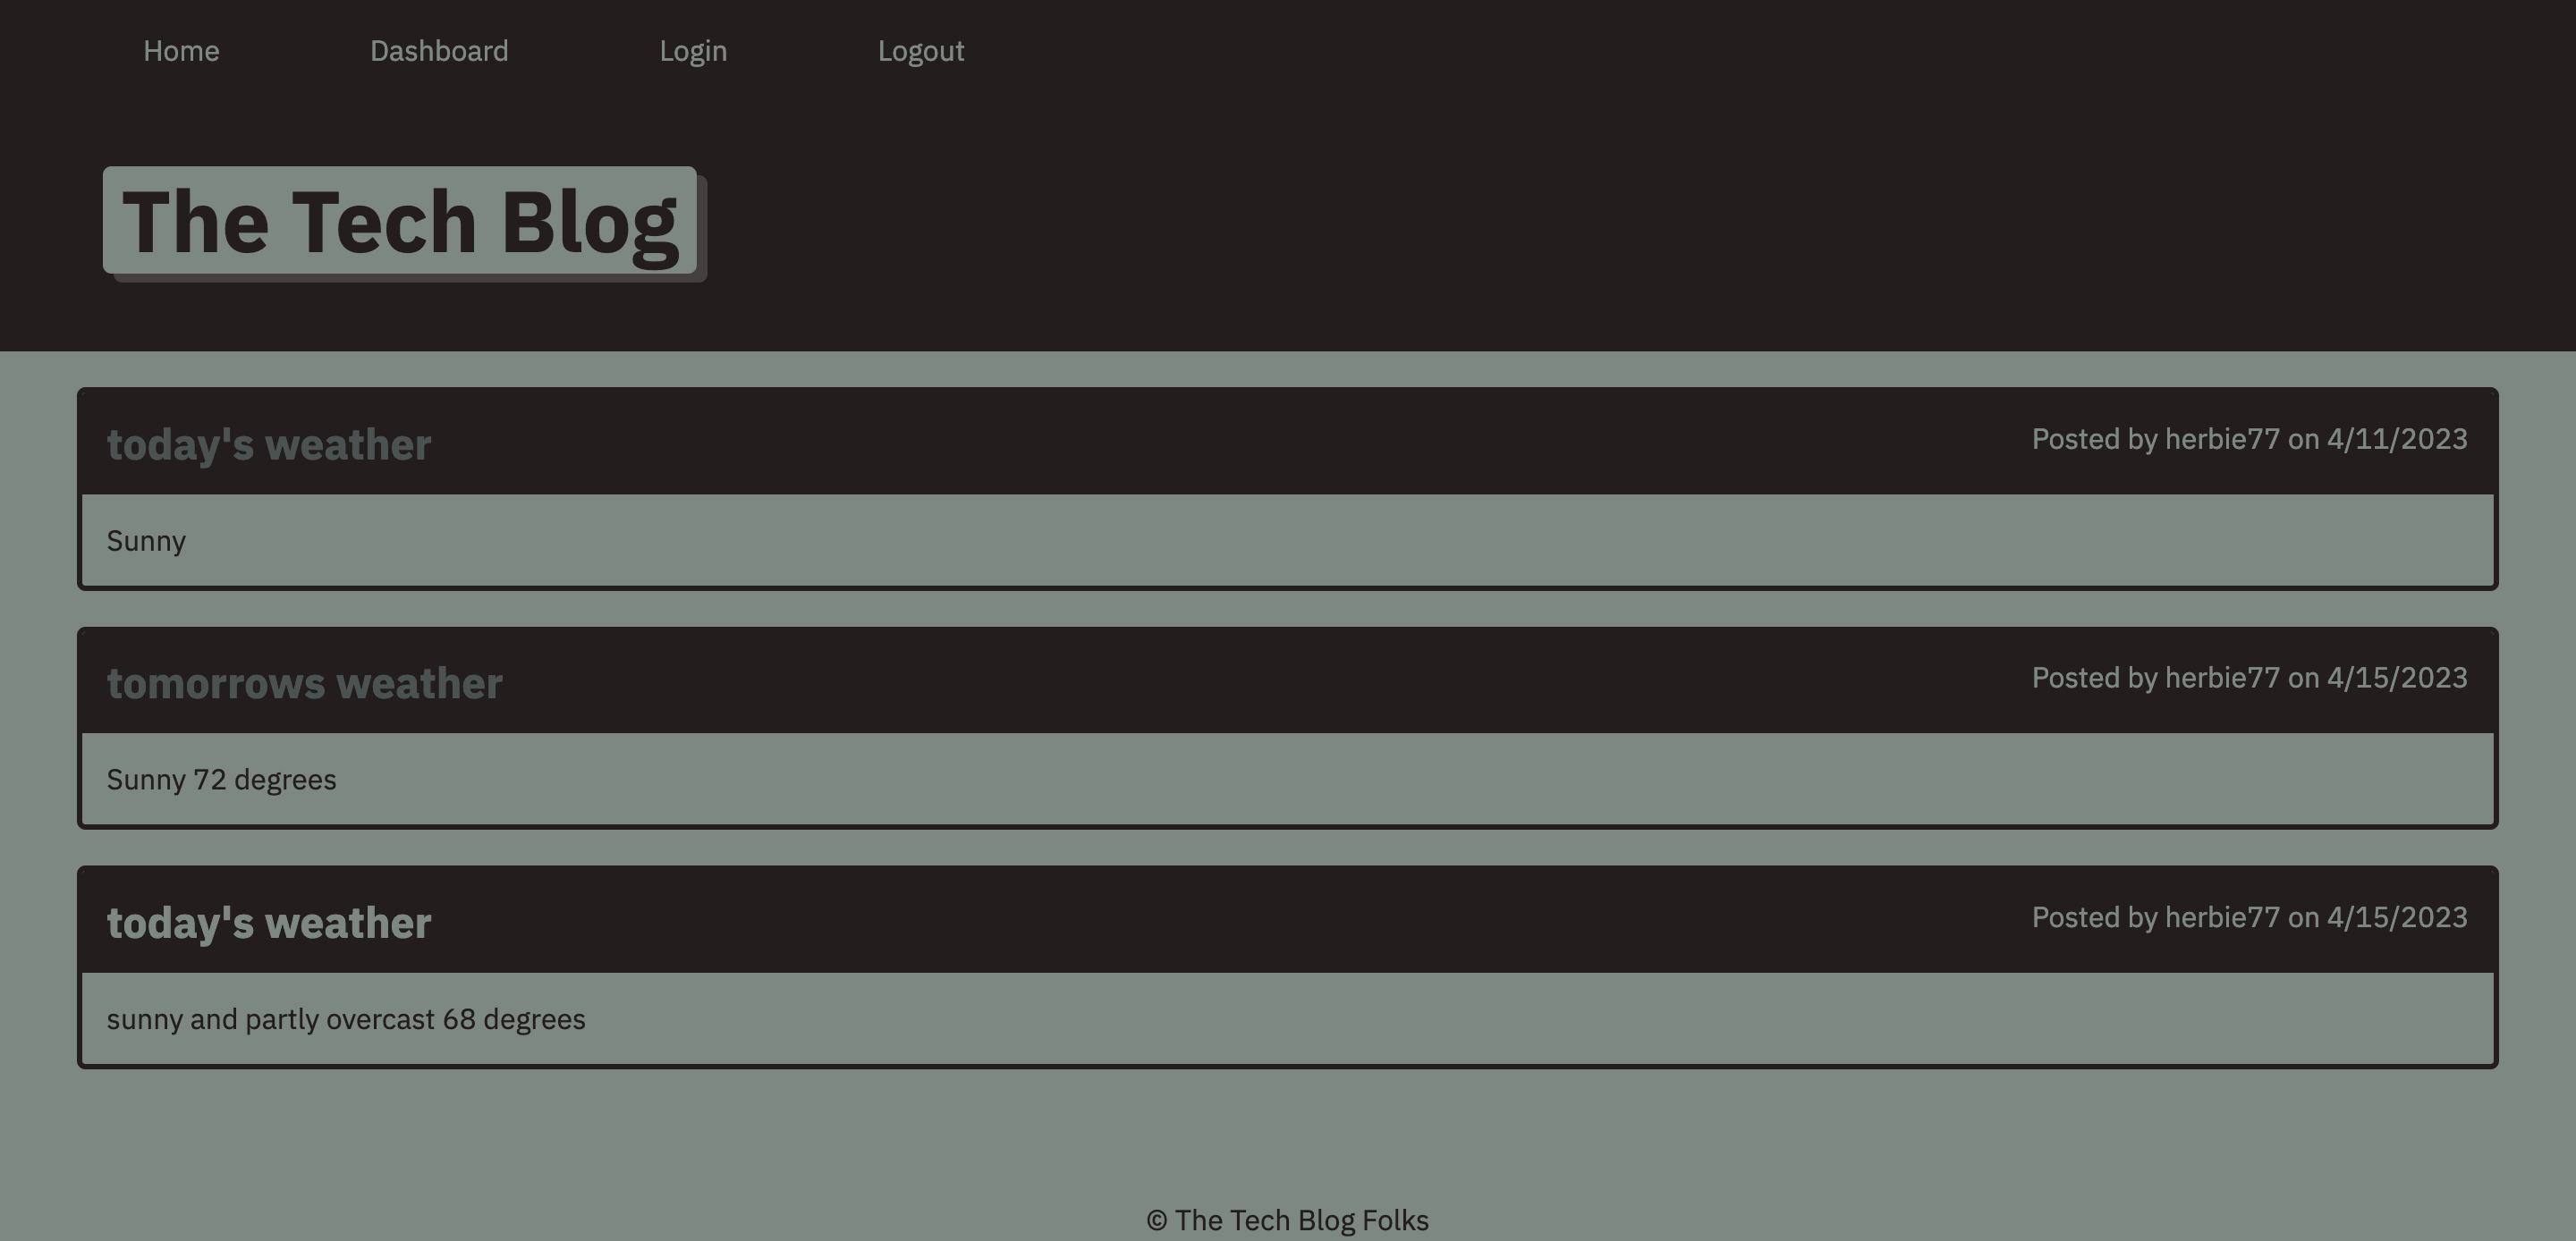 Home Dashboard Login Logout
The Tech Blog
today's weather Posted by herbie77 on 4/11/2023
Sunny
tomorrows weather Posted by herbie77 on 4/15/2023
Sunny 72 degrees
today's weather Posted by herbie77 on 4/15/2023
sunny and partly overcast 68 degrees
© The Tech Blog Folks